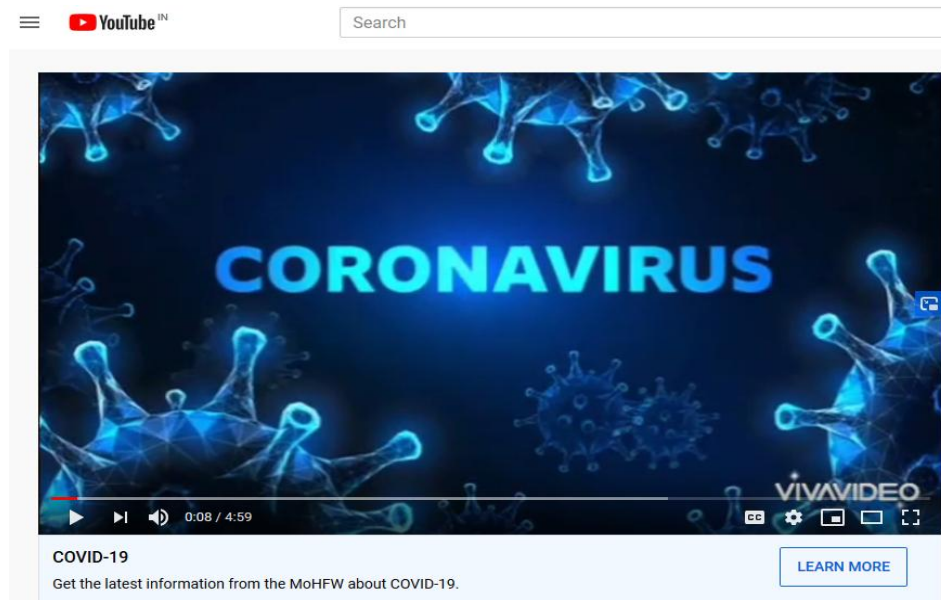 YouTube IN
Search
CORONAVIRUS
VIVAVIDEO
0:08 / 4:59
CC
COVID-19
Get the latest information from the MoHFW about COVID-19.
LEARN MORE